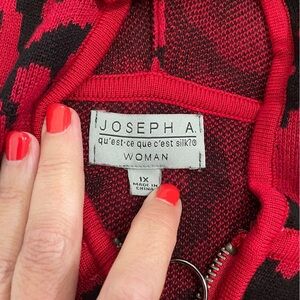 JOSEPH A.
qu'est-ce que c'est silk?®
WOMAN
1X
MADE IN
CHINA